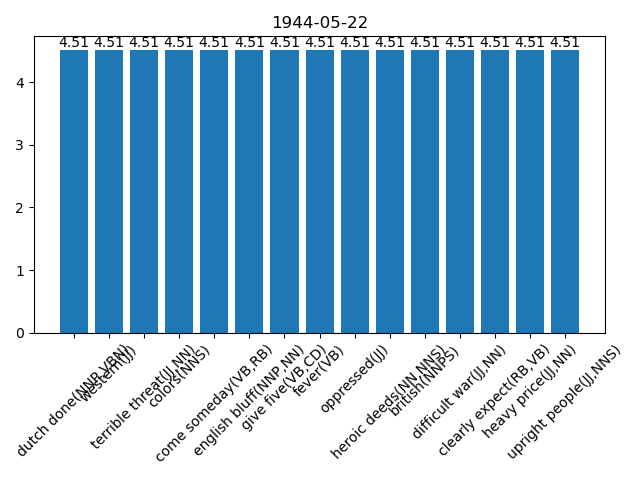 1944-05-22
4.51 4.51 4.51 4.51 4.51 4.51 4.51 4.51 4.51 4.51 4.51 4.51 4.51 4.51 4.51
4
3
2
1
0
dutch done(NNP,VBN)
western(JJ)
terrible threat(JJ,NN)
colors(NNS)
come someday(VB,RB)
english bluff(NNP,NN)
give five(VB,CD)
fever(VB)
oppressed(JJ)
heroic deeds(NN,NNS)
british(NNPS)
difficult war(JJ,NN)
clearly expect(RB,VB)
heavy price(JJ,NN)
upright people(JJ,NNS)